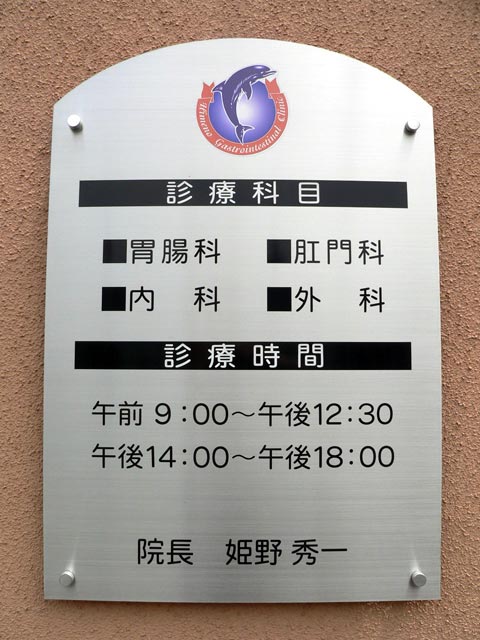 Himeno Gastrointestinal Clinic
診療科目
■胃腸科 ■肛門科
■内 科 ■外 科
診療時間
午前 9:00～午後12:30
午後14:00～午後18:00
院長 姫野 秀一